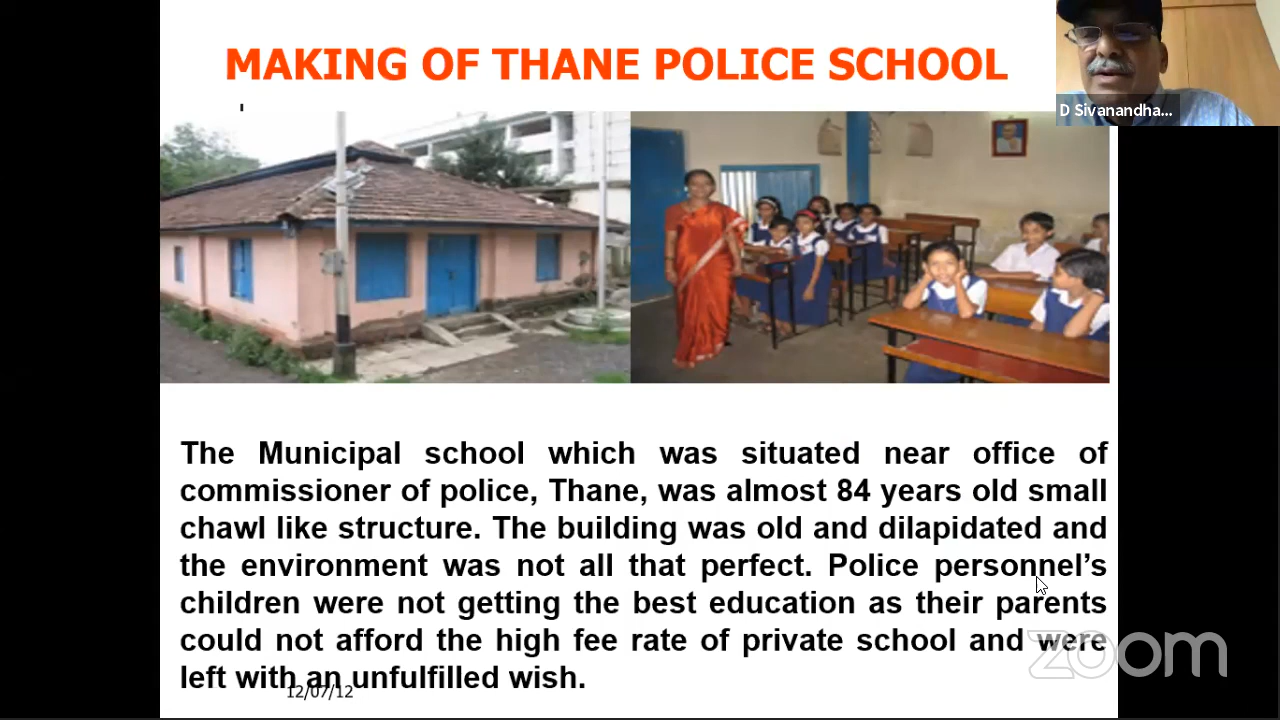 MAKING OF THANE POLICE SCHOOL
D Sivanandha...
The Municipal school which was situated near office of
commissioner of police, Thane, was almost 84 years old small
chawl like structure. The building was old and dilapidated and
the environment was not all that perfect. Police personnel’s
children were not getting the best education as their parents
could not afford the high fee rate of private school and were
left with an unfulfilled wish.
12/07/12
zoom